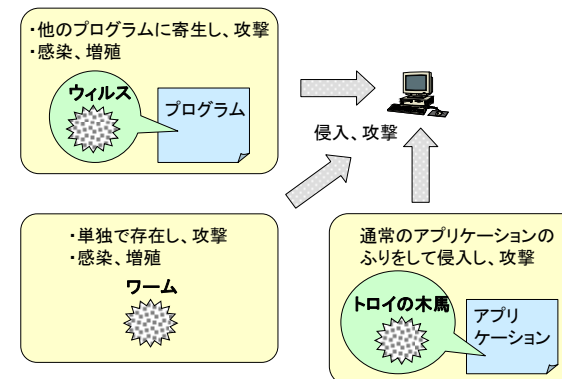 ・他のプログラムに寄生し、攻撃
・感染、増殖
ウィルス
プログラム
侵入、攻撃
・単独で存在し、攻撃
・感染、増殖
ワーム
通常のアプリケーションの
ふりをして侵入し、攻撃
トロイの木馬
アプリ
ケーション